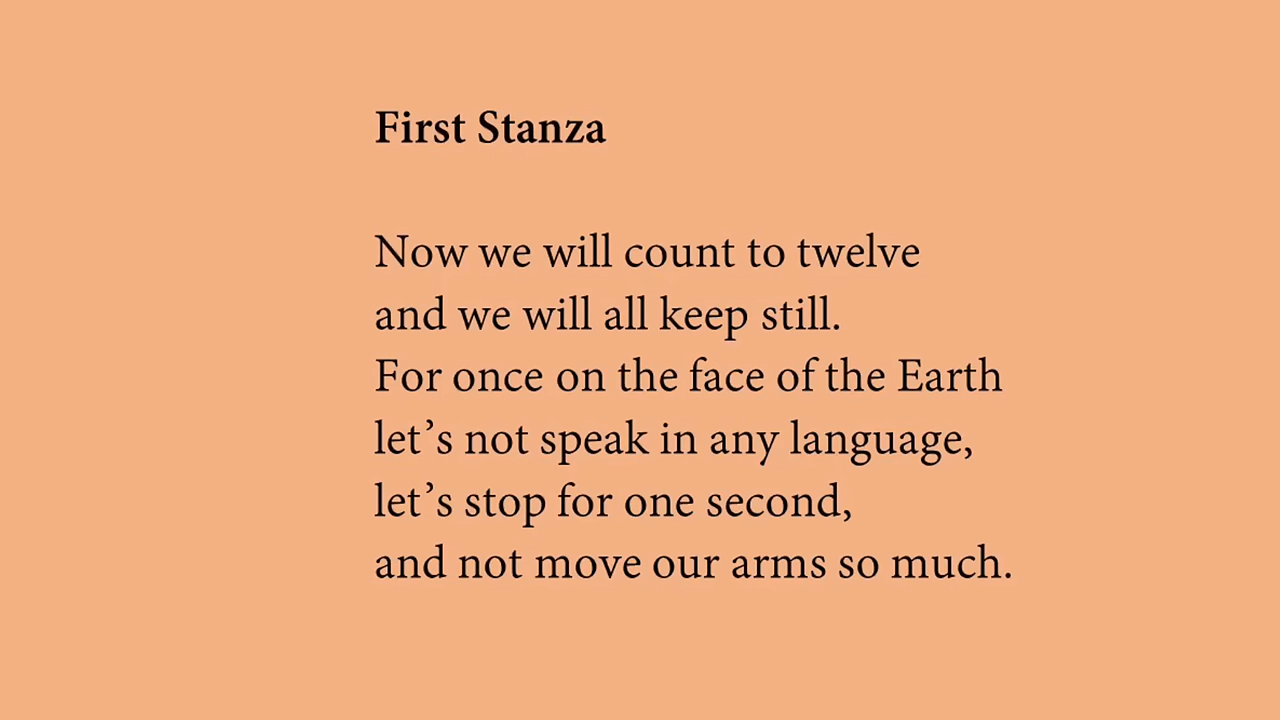 First Stanza
Now we will count to twelve
and we will all keep still.
For once on the face of the Earth
let’s not speak in any language,
let’s stop for one second,
and not move our arms so much.